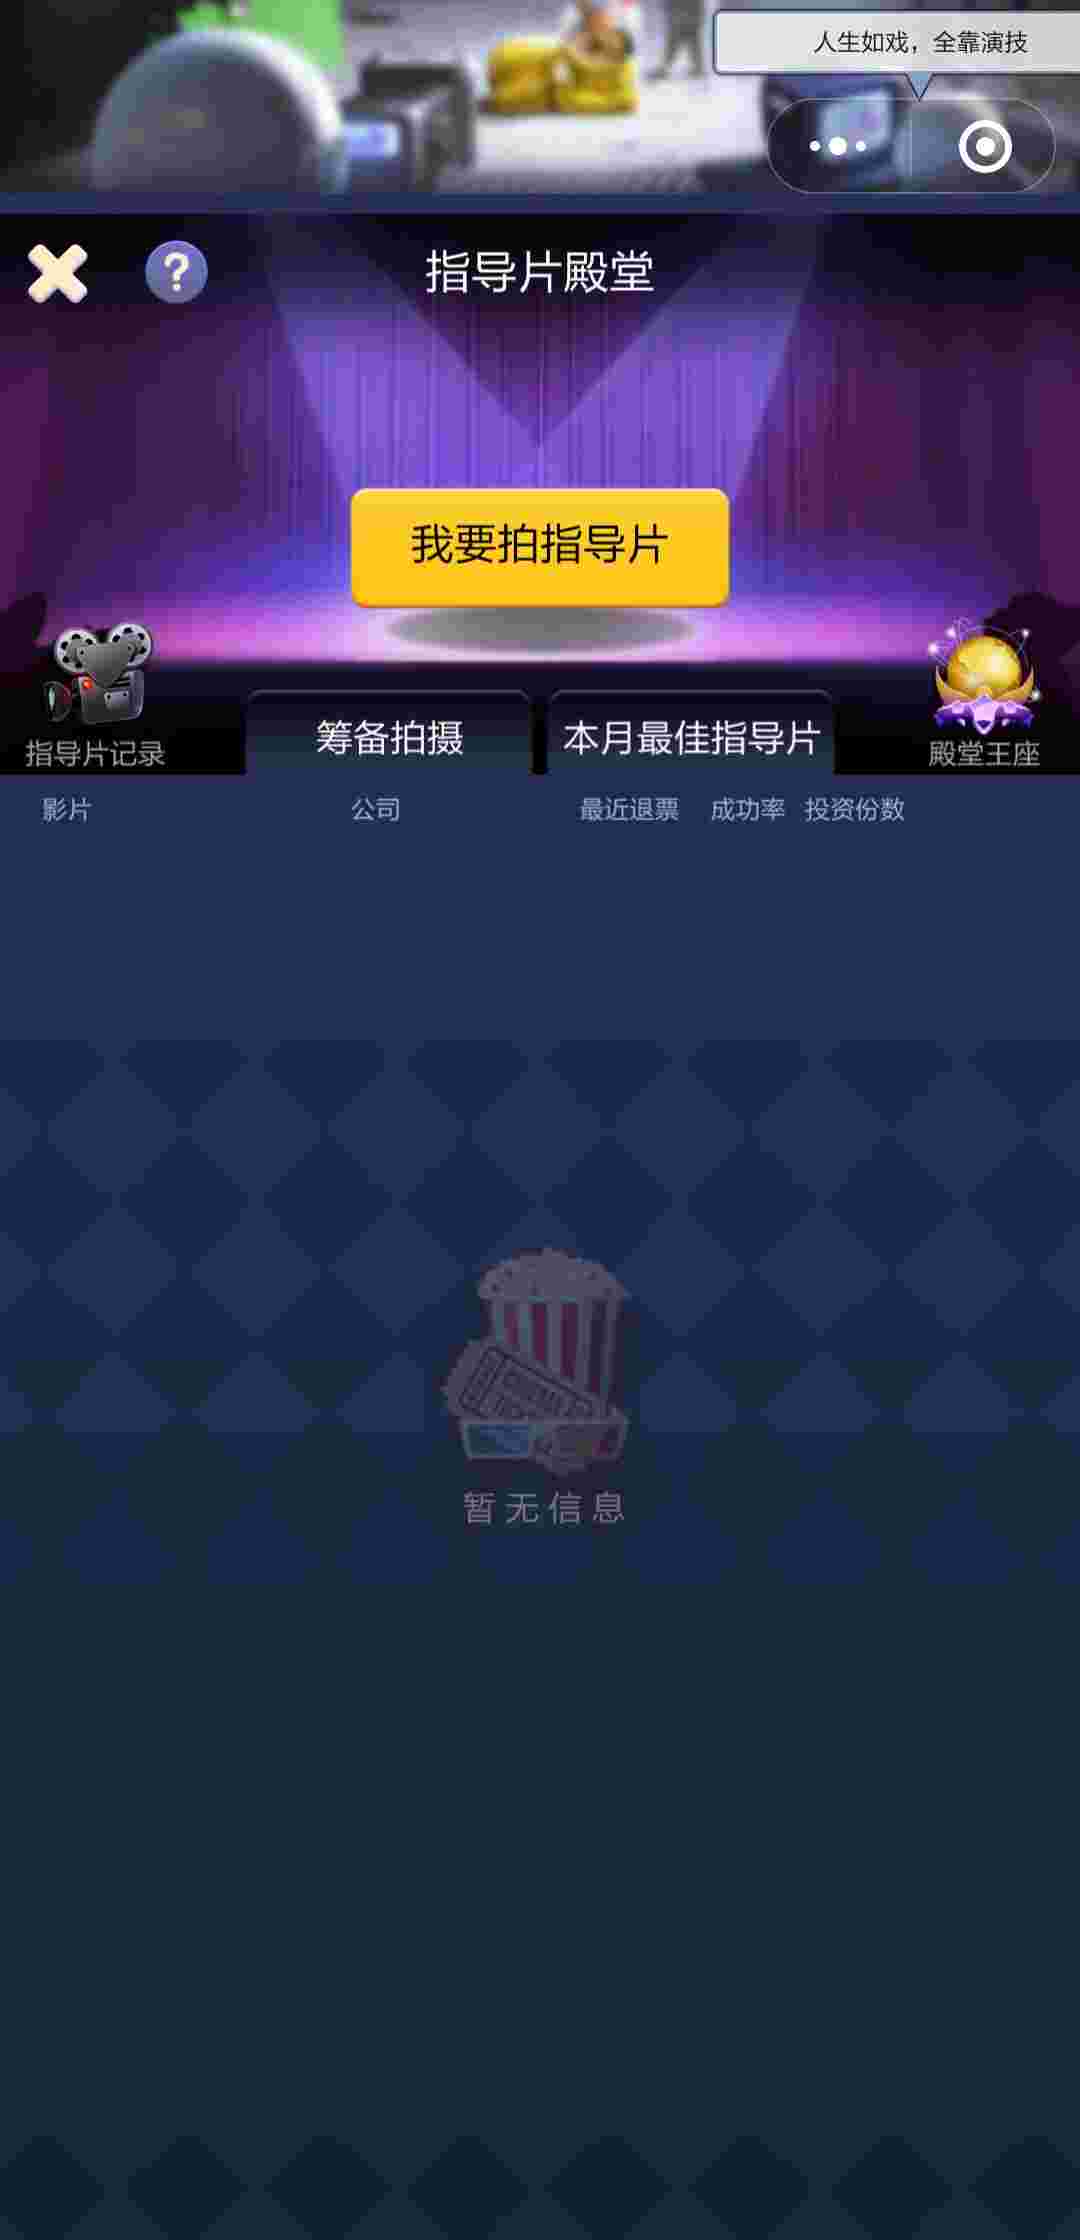 人生如戏，全靠演技
?
指导片殿堂
我要拍指导片
指导片记录
筹备拍摄
本月最佳指导片
殿堂王座
影片 公司 最近退票 成功率 投资份数
暂无信息